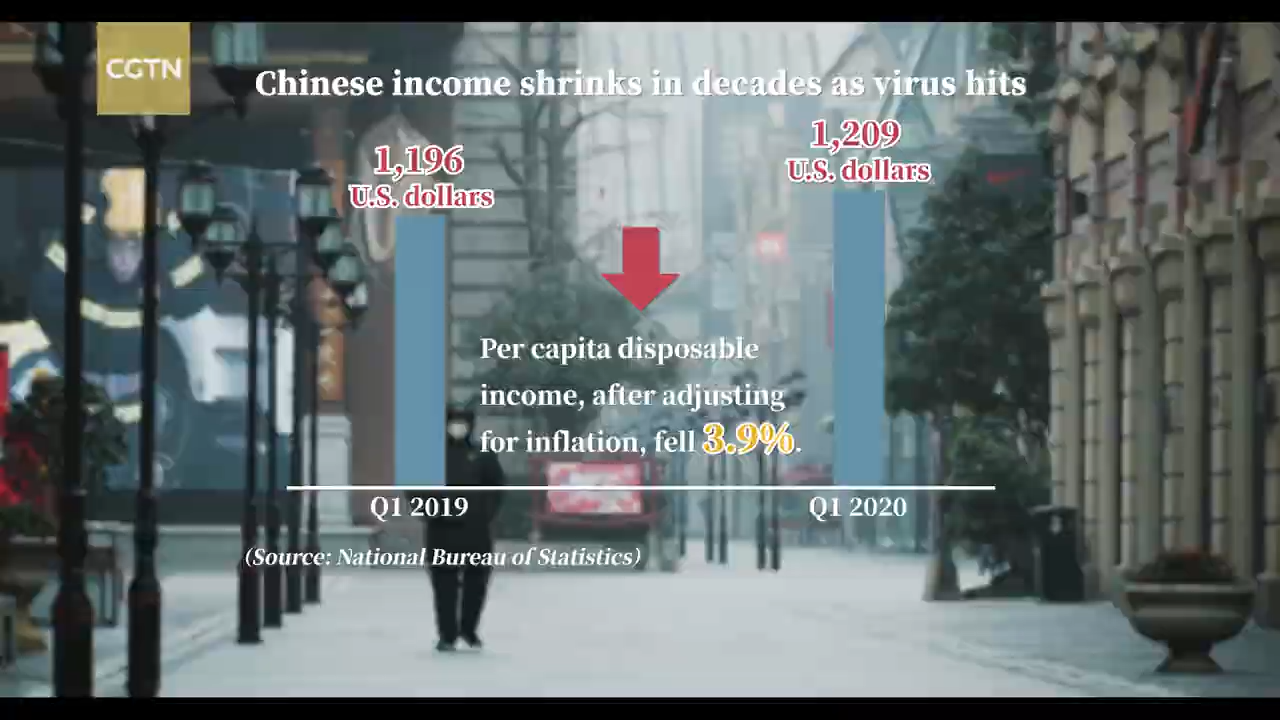 CGTN
Chinese income shrinks in decades as virus hits
1,196
U.S. dollars
1,209
U.S. dollars
Per capita disposable
income, after adjusting
for inflation, fell 3.9%.
Q1 2019
Q1 2020
(Source: National Bureau of Statistics)